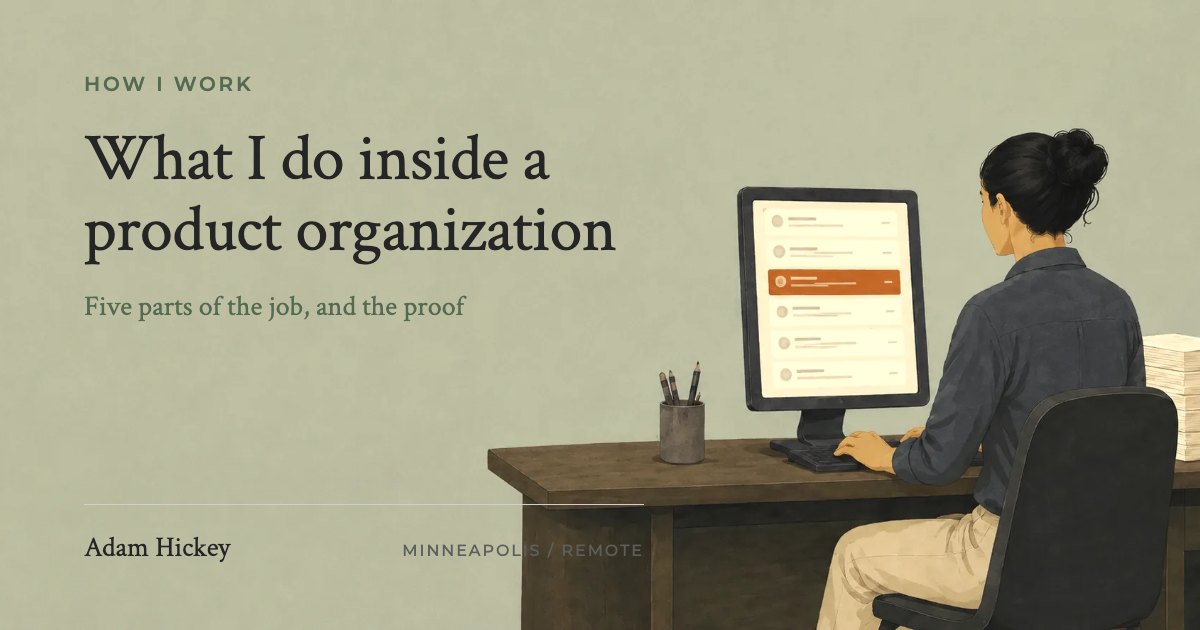 HOW I WORK
What I do inside a
product organization
Five parts of the job, and the proof
Adam Hickey
MINNEAPOLIS / REMOTE